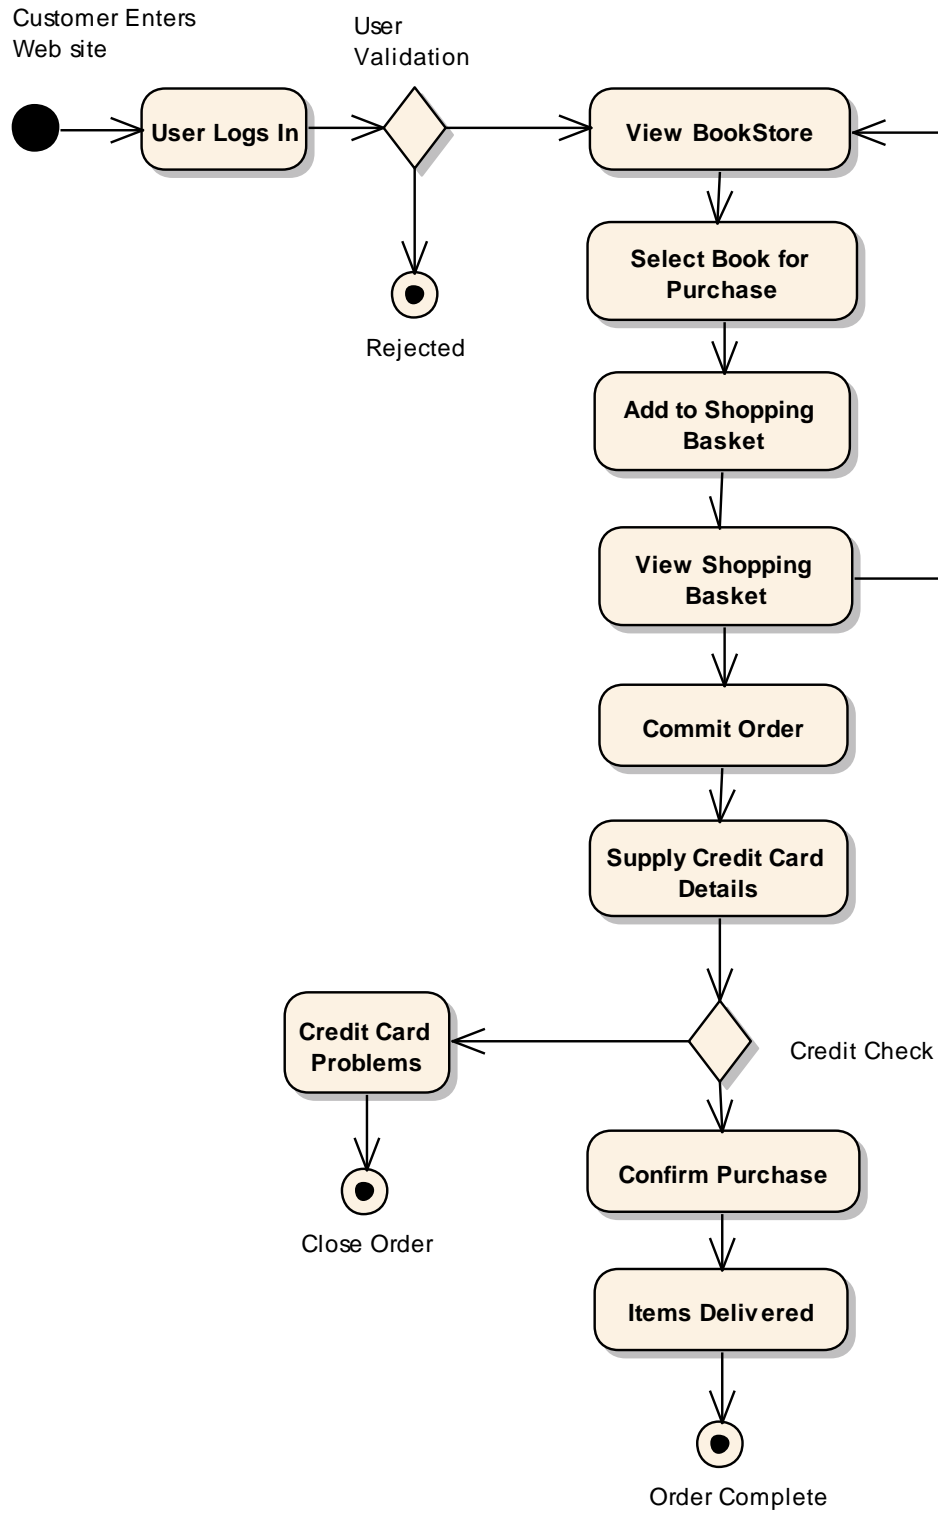 Customer Enters
Web site
User
Validation
User Logs In
View BookStore
Select Book for
Purchase
Rejected
Add to Shopping
Basket
View Shopping
Basket
Commit Order
Supply Credit Card
Details
Credit Card
Problems
Credit Check
Confirm Purchase
Close Order
Items Delivered
Order Complete